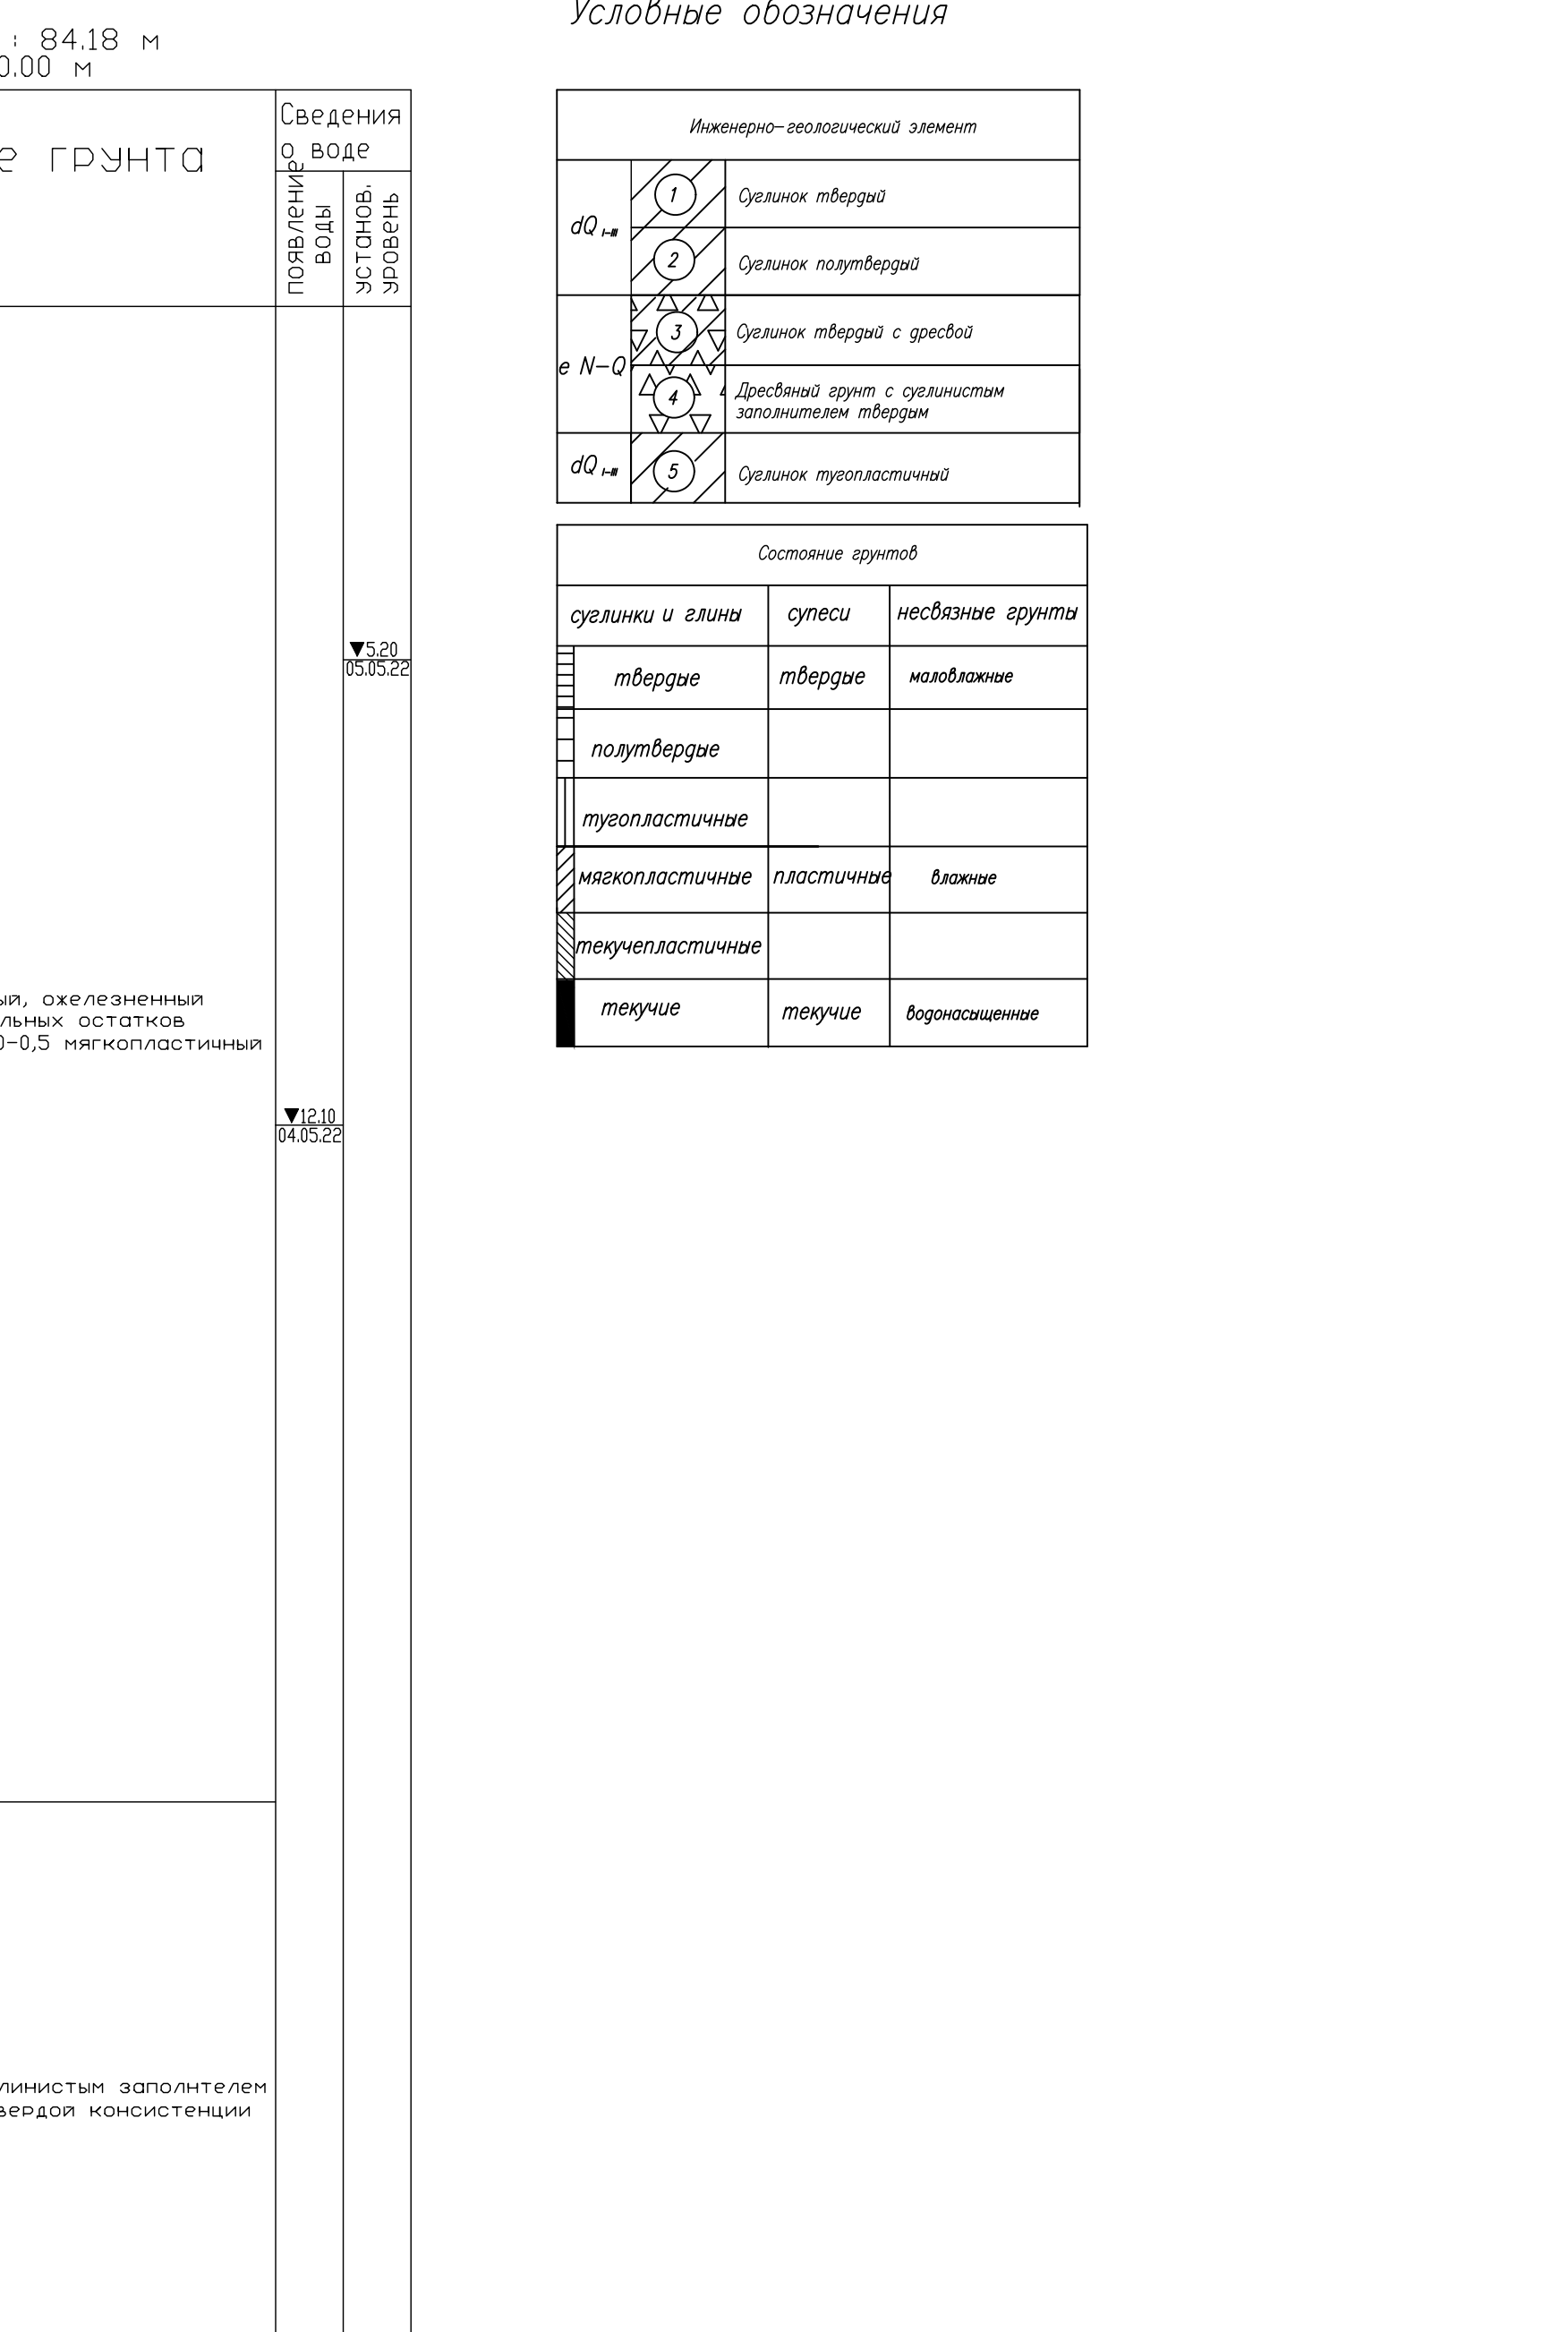 : 84.18 м
0.00 м
е грунта
Сведения
о воде
появление
воды
установ.
уровень
▼5.20
05.05.22
ый, ожелезненный
льных остатков
0-0,5 мягкопластичный
▼12.10
04.05.22
линистым заполнтелем
вердой консистенции
Условные обозначения
Инженерно-геологический элемент
dQ I-III
1
Суглинок твердый
2
Суглинок полутвердый
е N-Q
3
Суглинок твердый с дресвой
4
Дресвяный грунт с суглинистым
заполнителем твердым
dQ I-III
5
Суглинок тугопластичный
Состояние грунтов
суглинки и глины
супеси
несвязные грунты
твердые
твердые
маловлажные
полутвердые
тугопластичные
мягкопластичные
пластичные
влажные
текучепластичные
текучие
текучие
водонасыщенные